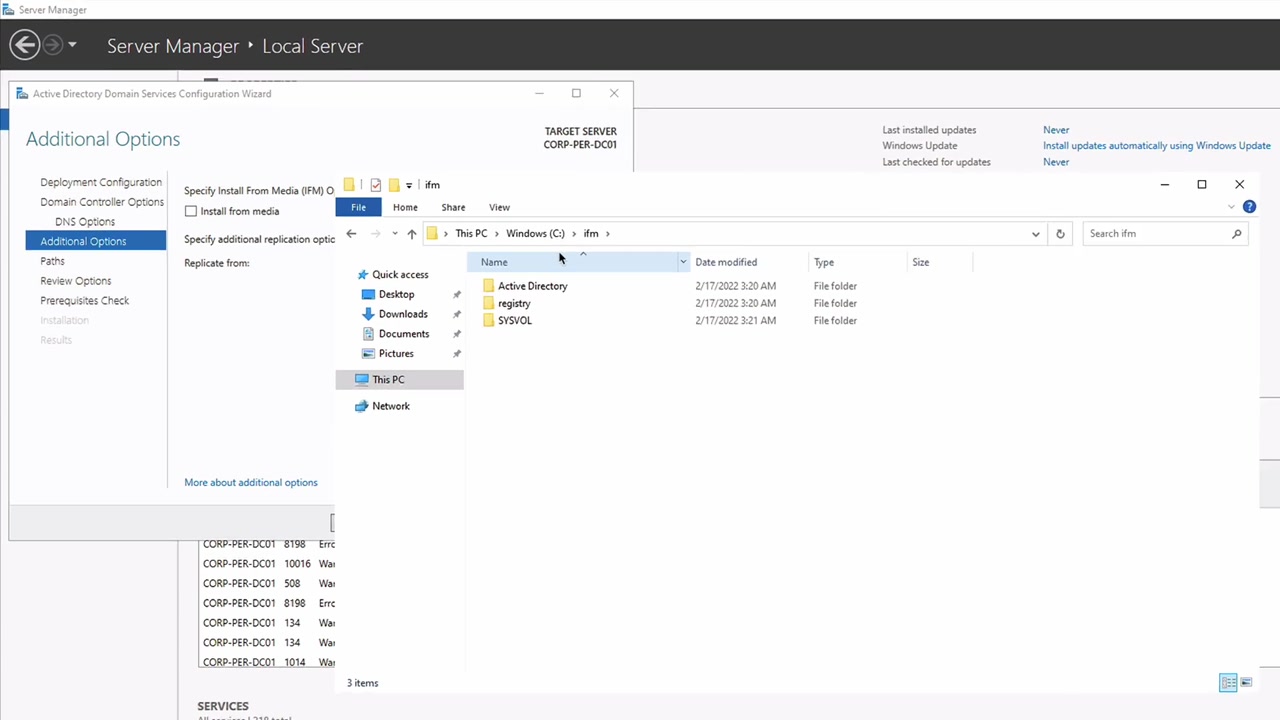 Server Manager
Server Manager ‣ Local Server
Active Directory Domain Services Configuration Wizard
Additional Options
TARGET SERVER
CORP-PER-DC01
Deployment Configuration
Domain Controller Options
DNS Options
Additional Options
Paths
Review Options
Prerequisites Check
Installation
Results
Specify Install From Media (IFM) O
Install from media
Specify additional replication optio
Replicate from:
More about additional options
Last installed updates Never
Windows Update Install updates automatically using Windows Update
Last checked for updates Never
ifm
File Home Share View
This PC > Windows (C:) > ifm >
Search ifm
Quick access
Desktop
Downloads
Documents
Pictures
This PC
Network
Name Date modified Type Size
Active Directory 2/17/2022 3:20 AM File folder
registry 2/17/2022 3:20 AM File folder
SYSVOL 2/17/2022 3:21 AM File folder
3 items
CORP-PER-DC01 8198 Erro
CORP-PER-DC01 10016 Wa
CORP-PER-DC01 508 Wa
CORP-PER-DC01 8198 Erro
CORP-PER-DC01 134 Wa
CORP-PER-DC01 134 Wa
CORP-PER-DC01 1014 Wa
SERVICES